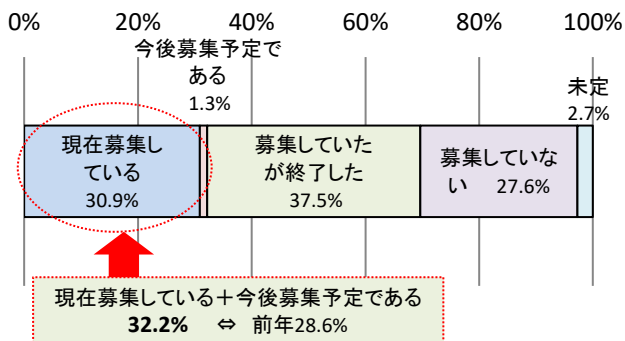 0% 20% 40% 60% 80% 100%
今後募集予定で
ある
1.3%
未定
2.7%
現在募集し
ている
30.9%
募集していた
が終了した
37.5%
募集していな
い 27.6%
現在募集している＋今後募集予定である
32.2% ⇔ 前年28.6%